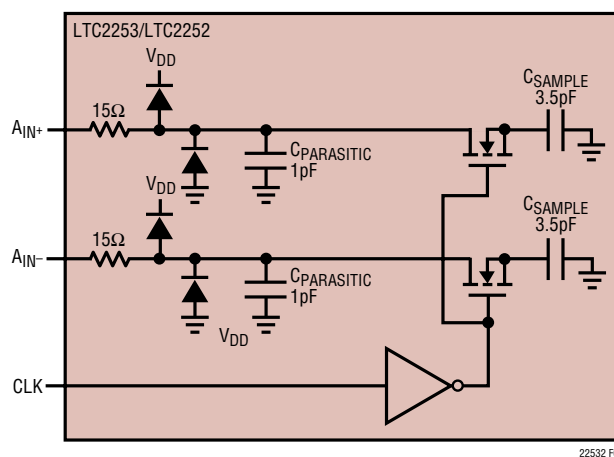 LTC2253/LTC2252
VDD
CSAMPLE
3.5pF
15Ω
AIN+
CPARASITIC
1pF
VDD
CSAMPLE
3.5pF
15Ω
AIN–
CPARASITIC
1pF
VDD
CLK
22532 F